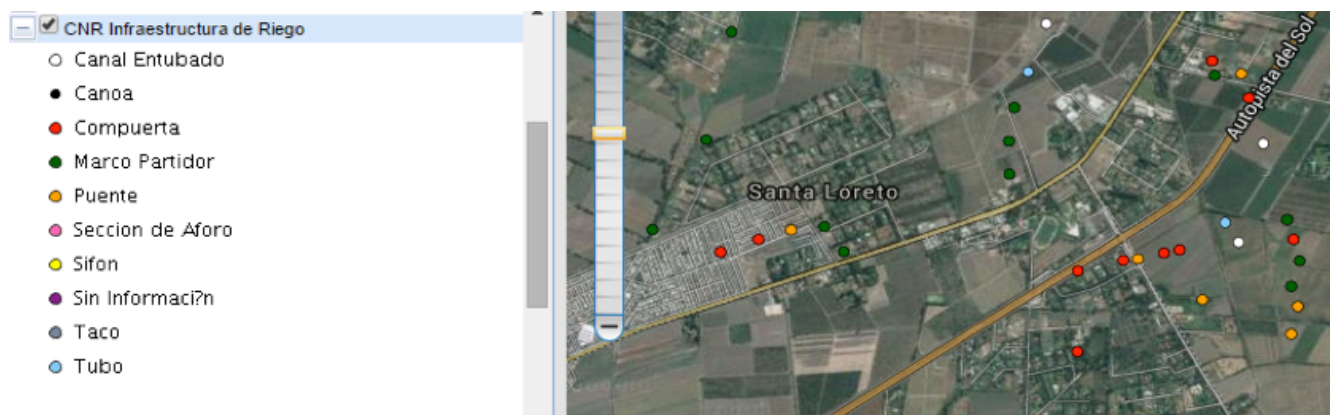 CNR Infraestructura de Riego
Canal Entubado
Canoa
Compuerta
Marco Partidor
Puente
Seccion de Aforo
Sifon
Sin Informaci?n
Taco
Tubo
Santa Loreto
Autopista del Sol